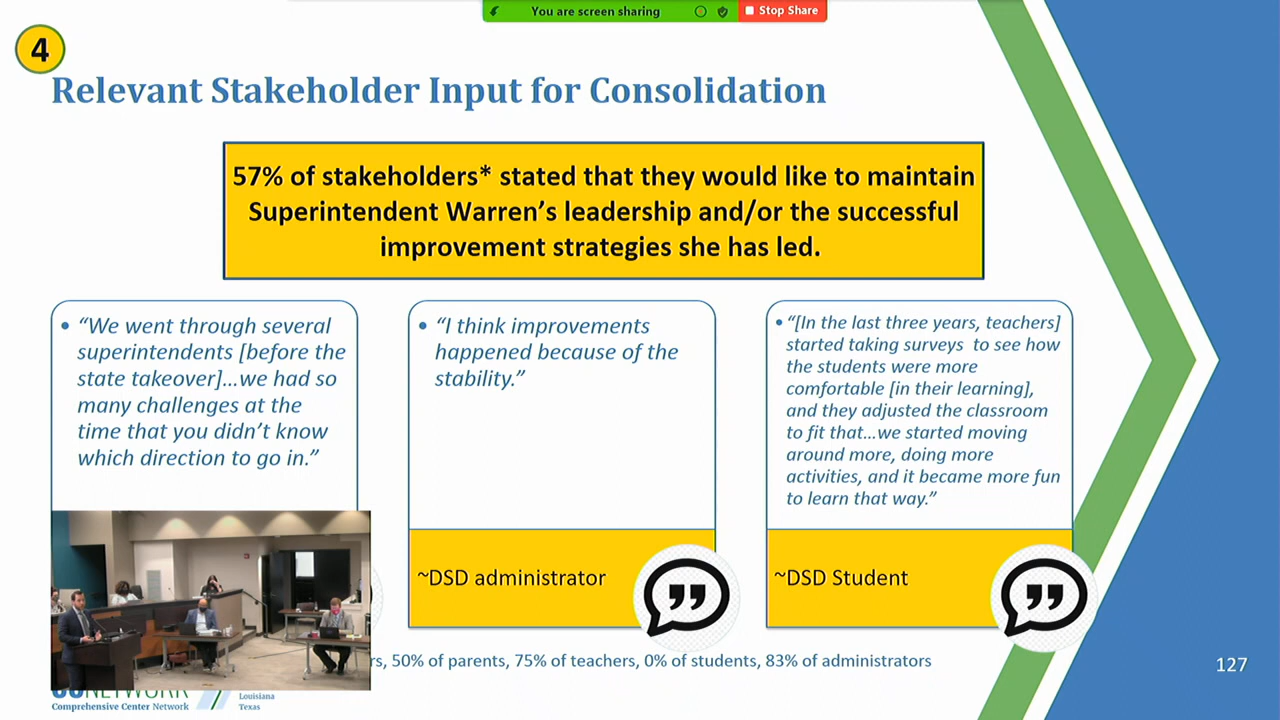 You are screen sharing
Stop Share
4
Relevant Stakeholder Input for Consolidation
57% of stakeholders* stated that they would like to maintain
Superintendent Warren’s leadership and/or the successful
improvement strategies she has led.
• “We went through several
superintendents [before the
state takeover]…we had so
many challenges at the
time that you didn’t know
which direction to go in.”
• “I think improvements
happened because of the
stability.”
~DSD administrator
• “[In the last three years, teachers]
started taking surveys to see how
the students were more
comfortable [in their learning],
and they adjusted the classroom
to fit that…we started moving
around more, doing more
activities, and it became more fun
to learn that way.”
~DSD Student
50% of parents, 75% of teachers, 0% of students, 83% of administrators
127
NETWORK
Comprehensive Center Network
Louisiana
Texas